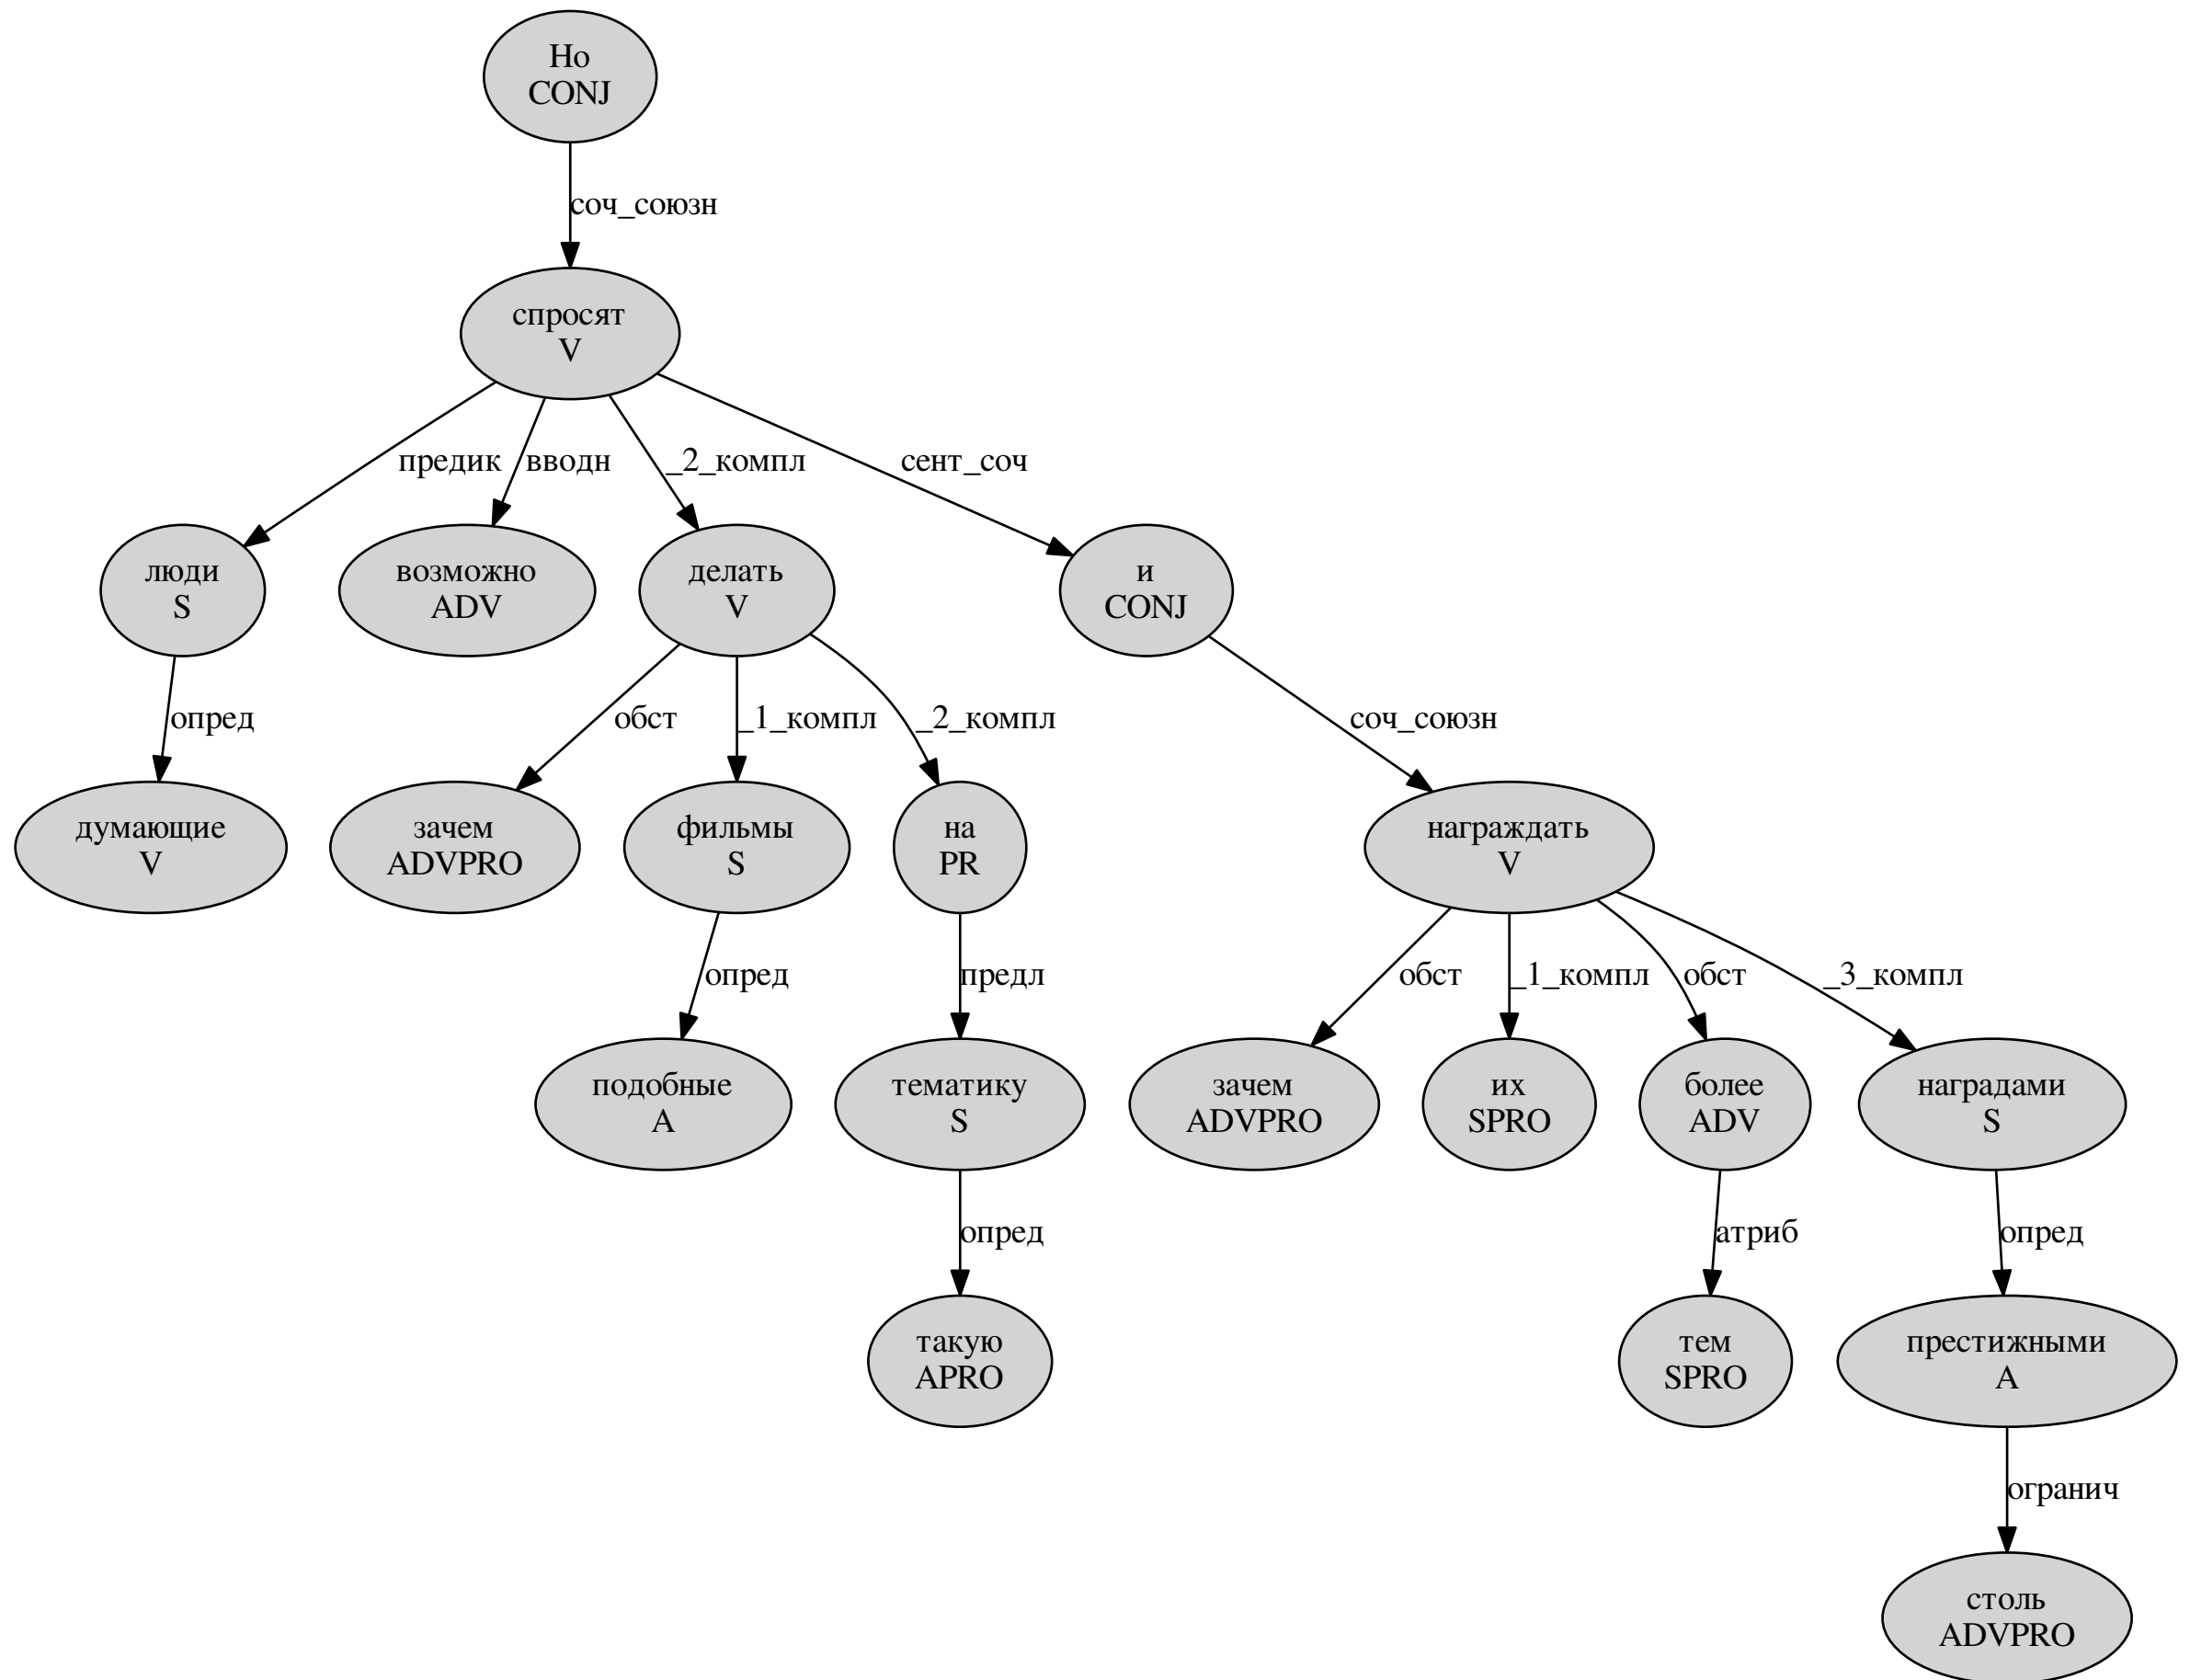 Но
CONJ
соч_союзн
спросят
V
предик
вводн
_2_компл
сент_соч
люди
S
возможно
ADV
делать
V
и
CONJ
опред
обст
_1_компл
_2_компл
соч_союзн
думающие
V
зачем
ADVPRO
фильмы
S
на
PR
награждать
V
опред
предл
обст
_1_компл
обст
_3_компл
подобные
A
тематику
S
зачем
ADVPRO
их
SPRO
более
ADV
наградами
S
опред
атриб
опред
такую
APRO
тем
SPRO
престижными
A
огранич
столь
ADVPRO